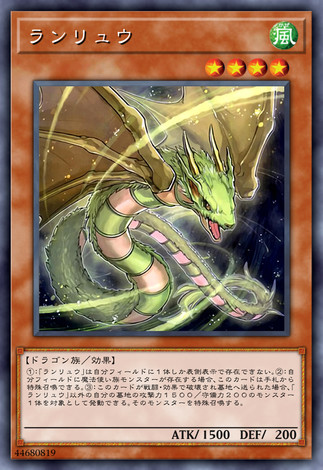 ランリュウ
風
【ドラゴン族／効果】
①：「ランリュウ」は自分フィールドに1体しか表側表示で存在できない。②：自
分フィールドに魔法使い族モンスターが存在する場合、このカードは手札から
特殊召喚できる。③：このカードが戦闘・効果で破壊され墓地へ送られた場合、「
ランリュウ」以外の自分の墓地の攻撃力1500／守備力200のモンスター
1体を対象として発動できる。そのモンスターを特殊召喚する。
ATK/1500 DEF/ 200
44680819